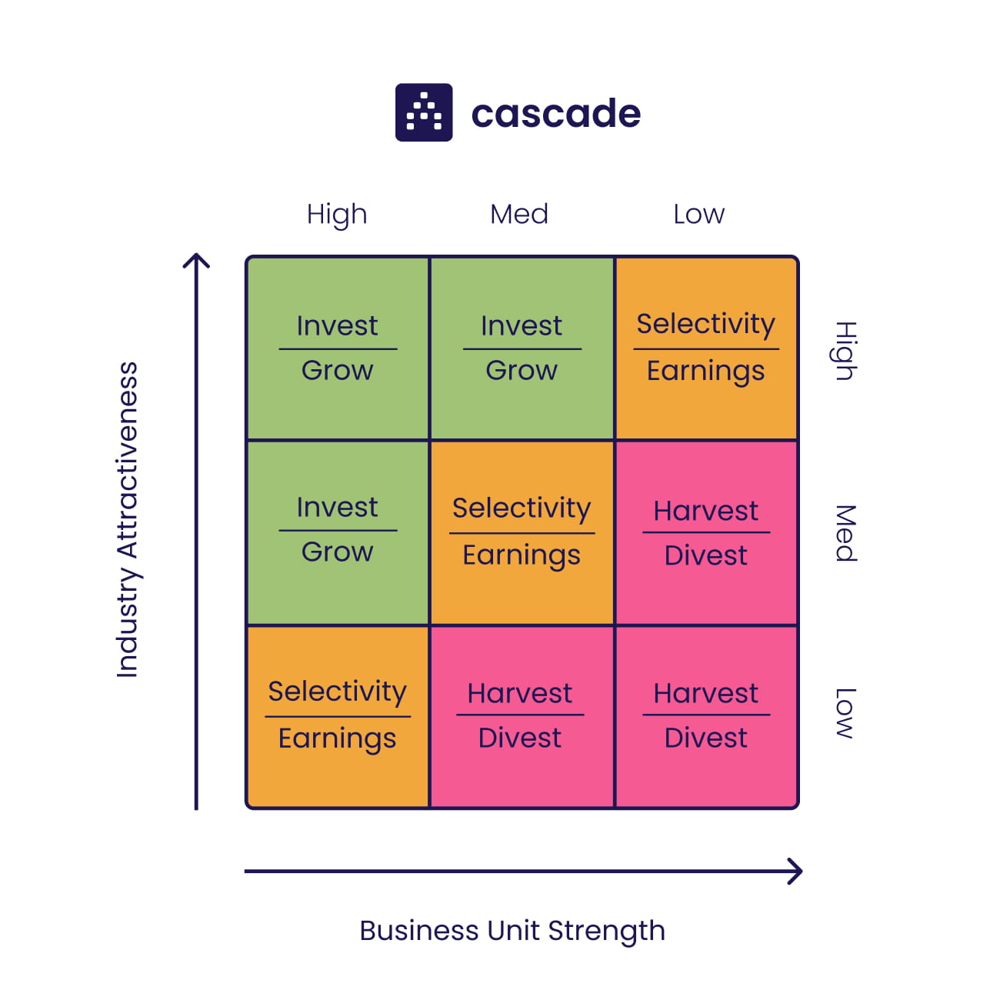 cascade
High Med Low
Invest Invest Selectivity
Grow Grow Earnings
High
Invest Selectivity Harvest
Grow Earnings Divest
Med
Selectivity Harvest Harvest
Earnings Divest Divest
Low
Industry Attractiveness
Business Unit Strength